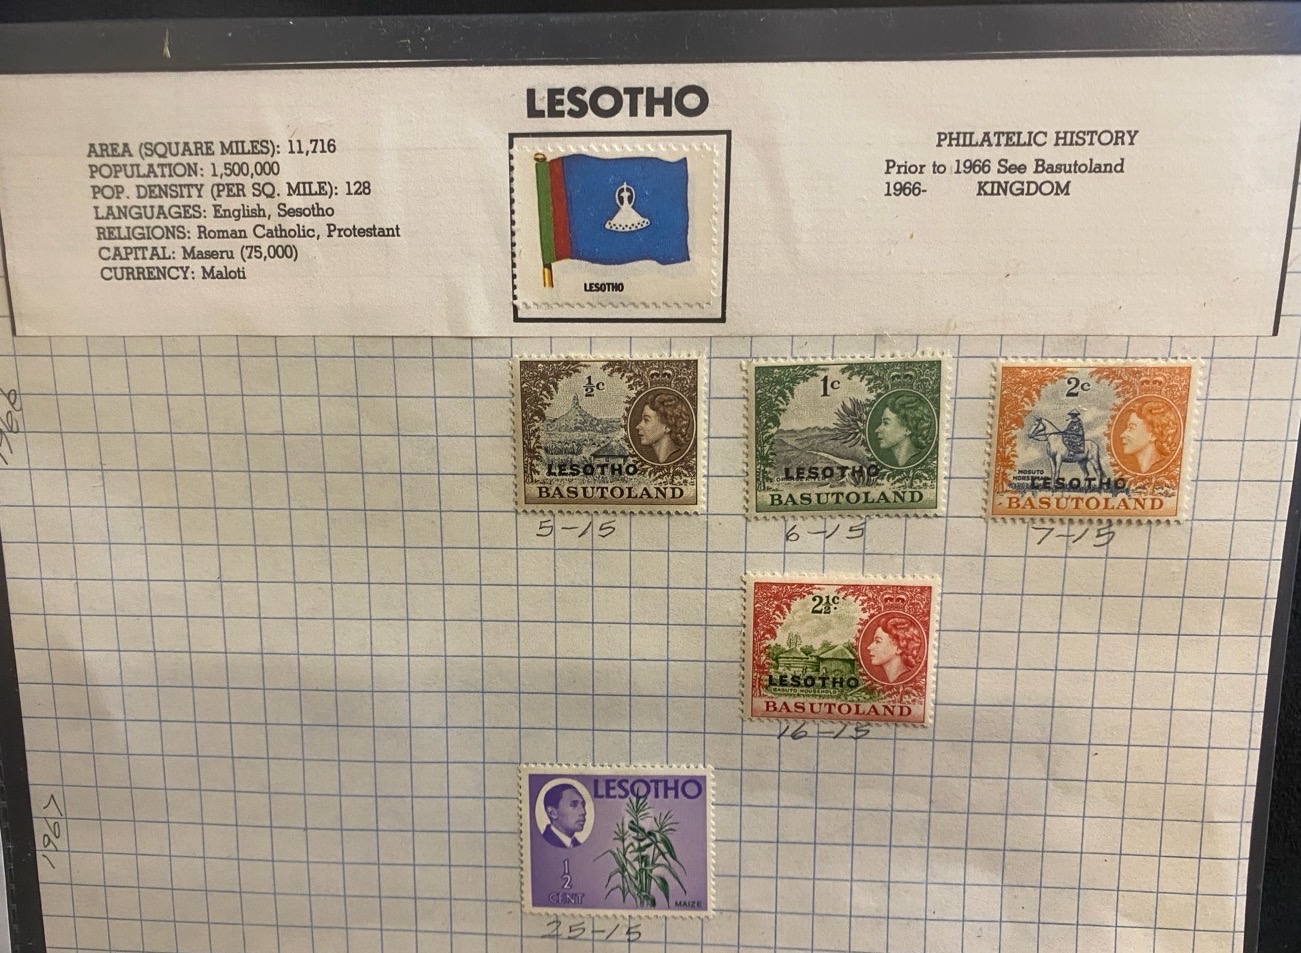 LESOTHO
AREA (SQUARE MILES): 11,716
POPULATION: 1,500,000
POP. DENSITY (PER SQ. MILE): 128
LANGUAGES: English, Sesotho
RELIGIONS: Roman Catholic, Protestant
CAPITAL: Maseru (75,000)
CURRENCY: Maloti
LESOTHO
PHILATELIC HISTORY
Prior to 1966 See Basutoland
1966- KINGDOM
1966
½c
LESOTHO
BASUTOLAND
5-15
1c
LESOTHO
BASUTOLAND
6-15
2c
MOSUTO
LESOTHO
BASUTOLAND
7-15
2½c.
LESOTHO
BASUTO HOUSEHOLD
BASUTOLAND
16-15
1967
LESOTHO
½
CENT
MAIZE
25-15